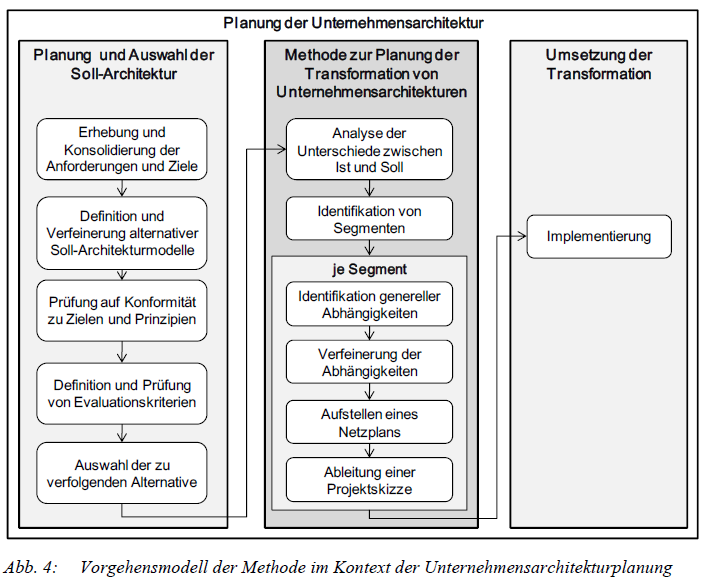 Planung der Unternehmensarchitektur
Planung und Auswahl der
Soll-Architektur
Erhebung und
Konsolidierung der
Anforderungen und Ziele
Definition und
Verfeinerung alternativer
Soll-Architekturmodelle
Prüfung auf Konformität
zu Zielen und Prinzipien
Definition und Prüfung
von Evaluationskriterien
Auswahl der zu
verfolgenden Alternative
Methode zur Planung der
Transformation von
Unternehmensarchitekturen
Analyse der
Unterschiede zwischen
Ist und Soll
Identifikation von
Segmenten
je Segment
Identifikation genereller
Abhängigkeiten
Verfeinerung der
Abhängigkeiten
Aufstellen eines
Netzplans
Ableitung einer
Projektskizze
Umsetzung der
Transformation
Implementierung
Abb. 4: Vorgehensmodell der Methode im Kontext der Unternehmensarchitekturplanung